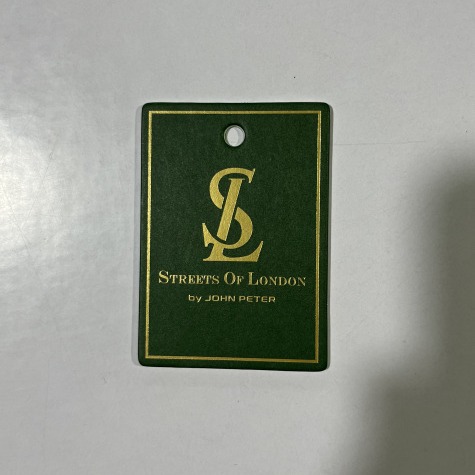 SL
STREETS OF LONDON
by JOHN PETER